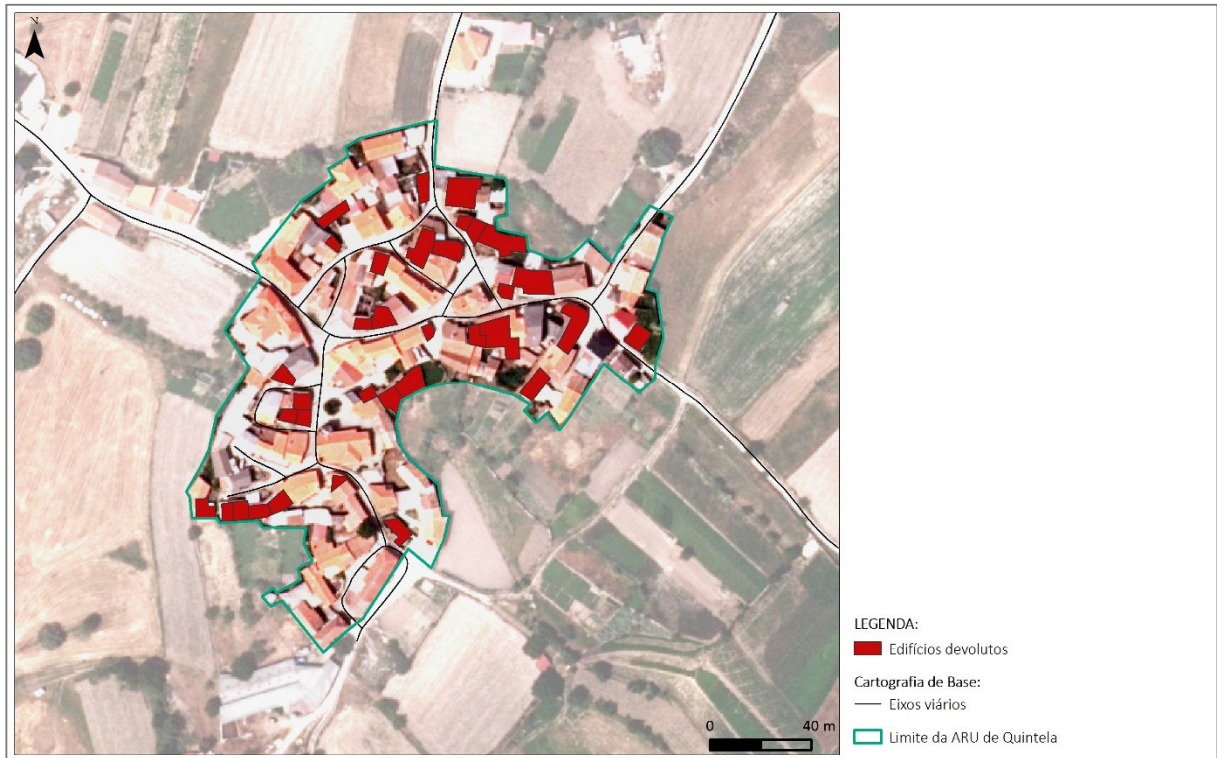 N
LEGENDA:
Edifícios devolutos
Cartografia de Base:
Eixos viários
Limite da ARU de Quintela
0 40 m